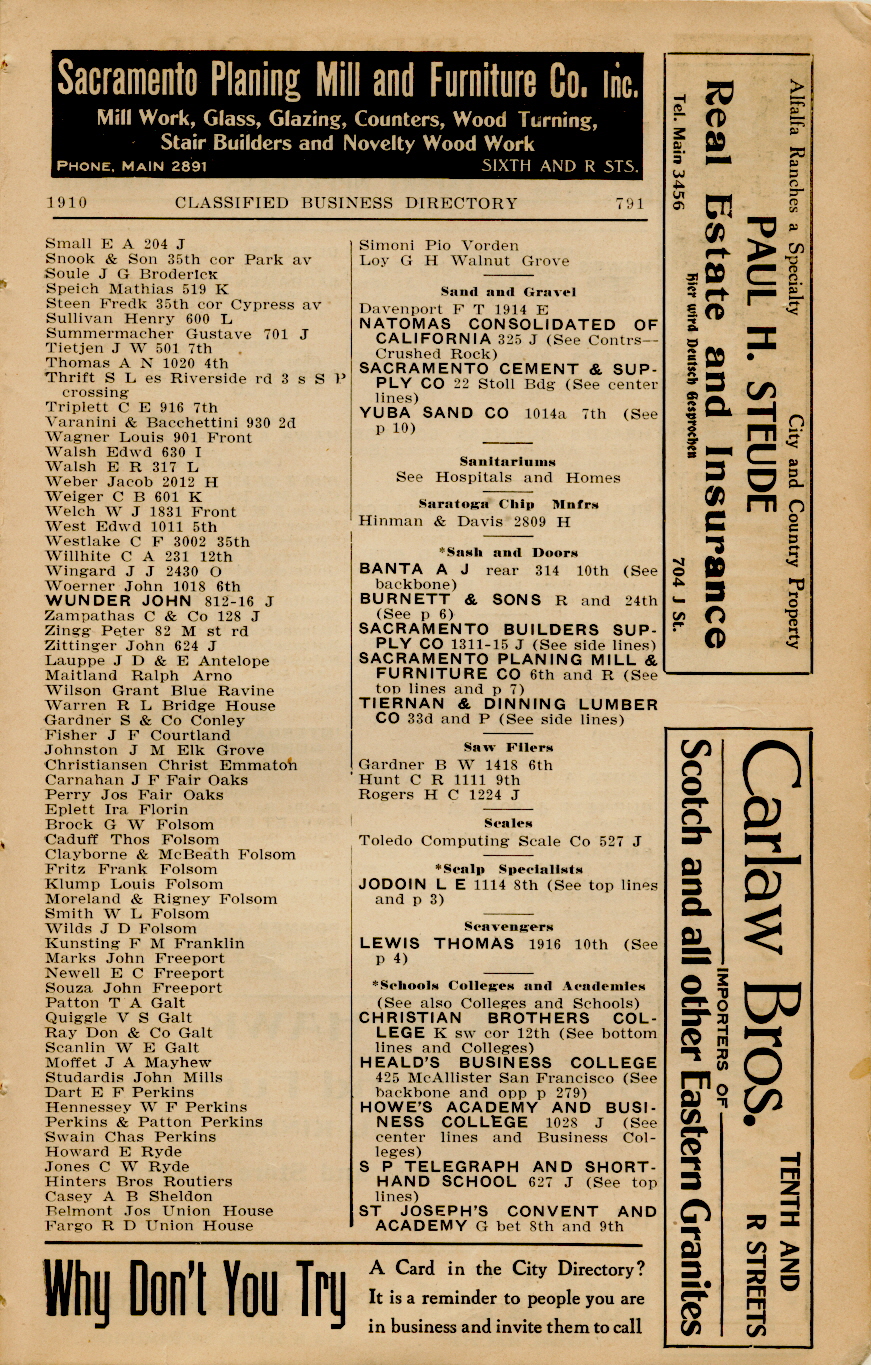 Sacramento Planing Mill and Furniture Co. Inc.
Mill Work, Glass, Glazing, Counters, Wood Turning,
Stair Builders and Novelty Wood Work
PHONE, MAIN 2891 SIXTH AND R STS.
1910 CLASSIFIED BUSINESS DIRECTORY 791
Small E A 204 J
Snook & Son 35th cor Park av
Soule J G Broderick
Speich Mathias 519 K
Steen Fredk 35th cor Cypress av
Sullivan Henry 600 L
Summermacher Gustave 701 J
Tietjen J W 501 7th
Thomas A N 1020 4th
Thrift S L es Riverside rd 3 s S P
crossing
Triplett C E 916 7th
Varanini & Bacchettini 930 2d
Wagner Louis 901 Front
Walsh Edwd 630 I
Walsh E R 317 L
Weber Jacob 2012 H
Weiger C B 601 K
Welch W J 1831 Front
West Edwd 1011 5th
Westlake C F 3002 35th
Willhite C A 231 12th
Wingard J J 2430 O
Woerner John 1018 6th
WUNDER JOHN 812-16 J
Zampathas C & Co 128 J
Zingg Peter 82 M st rd
Zittinger John 624 J
Lauppe J D & E Antelope
Maitland Ralph Arno
Wilson Grant Blue Ravine
Warren R L Bridge House
Gardner S & Co Conley
Fisher J F Courtland
Johnston J M Elk Grove
Christiansen Christ Emmaton
Carnahan J F Fair Oaks
Perry Jos Fair Oaks
Eplett Ira Florin
Brock G W Folsom
Caduff Thos Folsom
Clayborne & McBeath Folsom
Fritz Frank Folsom
Klump Louis Folsom
Moreland & Rigney Folsom
Smith W L Folsom
Wilds J D Folsom
Kunsting F M Franklin
Marks John Freeport
Newell E C Freeport
Souza John Freeport
Patton T A Galt
Quiggle V S Galt
Ray Don & Co Galt
Scanlin W E Galt
Moffet J A Mayhew
Studardis John Mills
Dart E F Perkins
Hennessey W F Perkins
Perkins & Patton Perkins
Swain Chas Perkins
Howard E Ryde
Jones C W Ryde
Hinters Bros Routiers
Casey A B Sheldon
Belmont Jos Union House
Fargo R D Union House
Simoni Pio Vorden
Loy G H Walnut Grove
Sand and Gravel
Davenport F T 1914 E
NATOMAS CONSOLIDATED OF
CALIFORNIA 325 J (See Contrs—
Crushed Rock)
SACRAMENTO CEMENT & SUP-
PLY CO 22 Stoll Bdg (See center
lines)
YUBA SAND CO 1014a 7th (See
p 10)
Sanitariums
See Hospitals and Homes
Saratoga Chip Mnfrs
Hinman & Davis 2809 H
*Sash and Doors
BANTA A J rear 314 10th (See
backbone)
BURNETT & SONS R and 24th
(See p 6)
SACRAMENTO BUILDERS SUP-
PLY CO 1311-15 J (See side lines)
SACRAMENTO PLANING MILL &
FURNITURE CO 6th and R (See
top lines and p 7)
TIERNAN & DINNING LUMBER
CO 33d and P (See side lines)
Saw Filers
Gardner B W 1418 6th
Hunt C R 1111 9th
Rogers H C 1224 J
Scales
Toledo Computing Scale Co 527 J
*Scalp Specialists
JODOIN L E 1114 8th (See top lines
and p 3)
Scavengers
LEWIS THOMAS 1916 10th (See
p 4)
*Schools Colleges and Academies
(See also Colleges and Schools)
CHRISTIAN BROTHERS COL-
LEGE K sw cor 12th (See bottom
lines and Colleges)
HEALD'S BUSINESS COLLEGE
425 McAllister San Francisco (See
backbone and opp p 279)
HOWE'S ACADEMY AND BUSI-
NESS COLLEGE 1028 J (See
center lines and Business Col-
leges)
S P TELEGRAPH AND SHORT-
HAND SCHOOL 627 J (See top
lines)
ST JOSEPH'S CONVENT AND
ACADEMY G bet 8th and 9th
Alfalfa Ranches a Specialty City and Country Property
PAUL H. STEUDE
Real Estate and Insurance
Hier wird Deutsch Gesprochen
Tel. Main 3456 704 J St.
Carlaw Bros. TENTH AND
R STREETS
IMPORTERS OF
Scotch and all other Eastern Granites
Why Don't You Try
A Card in the City Directory?
It is a reminder to people you are
in business and invite them to call